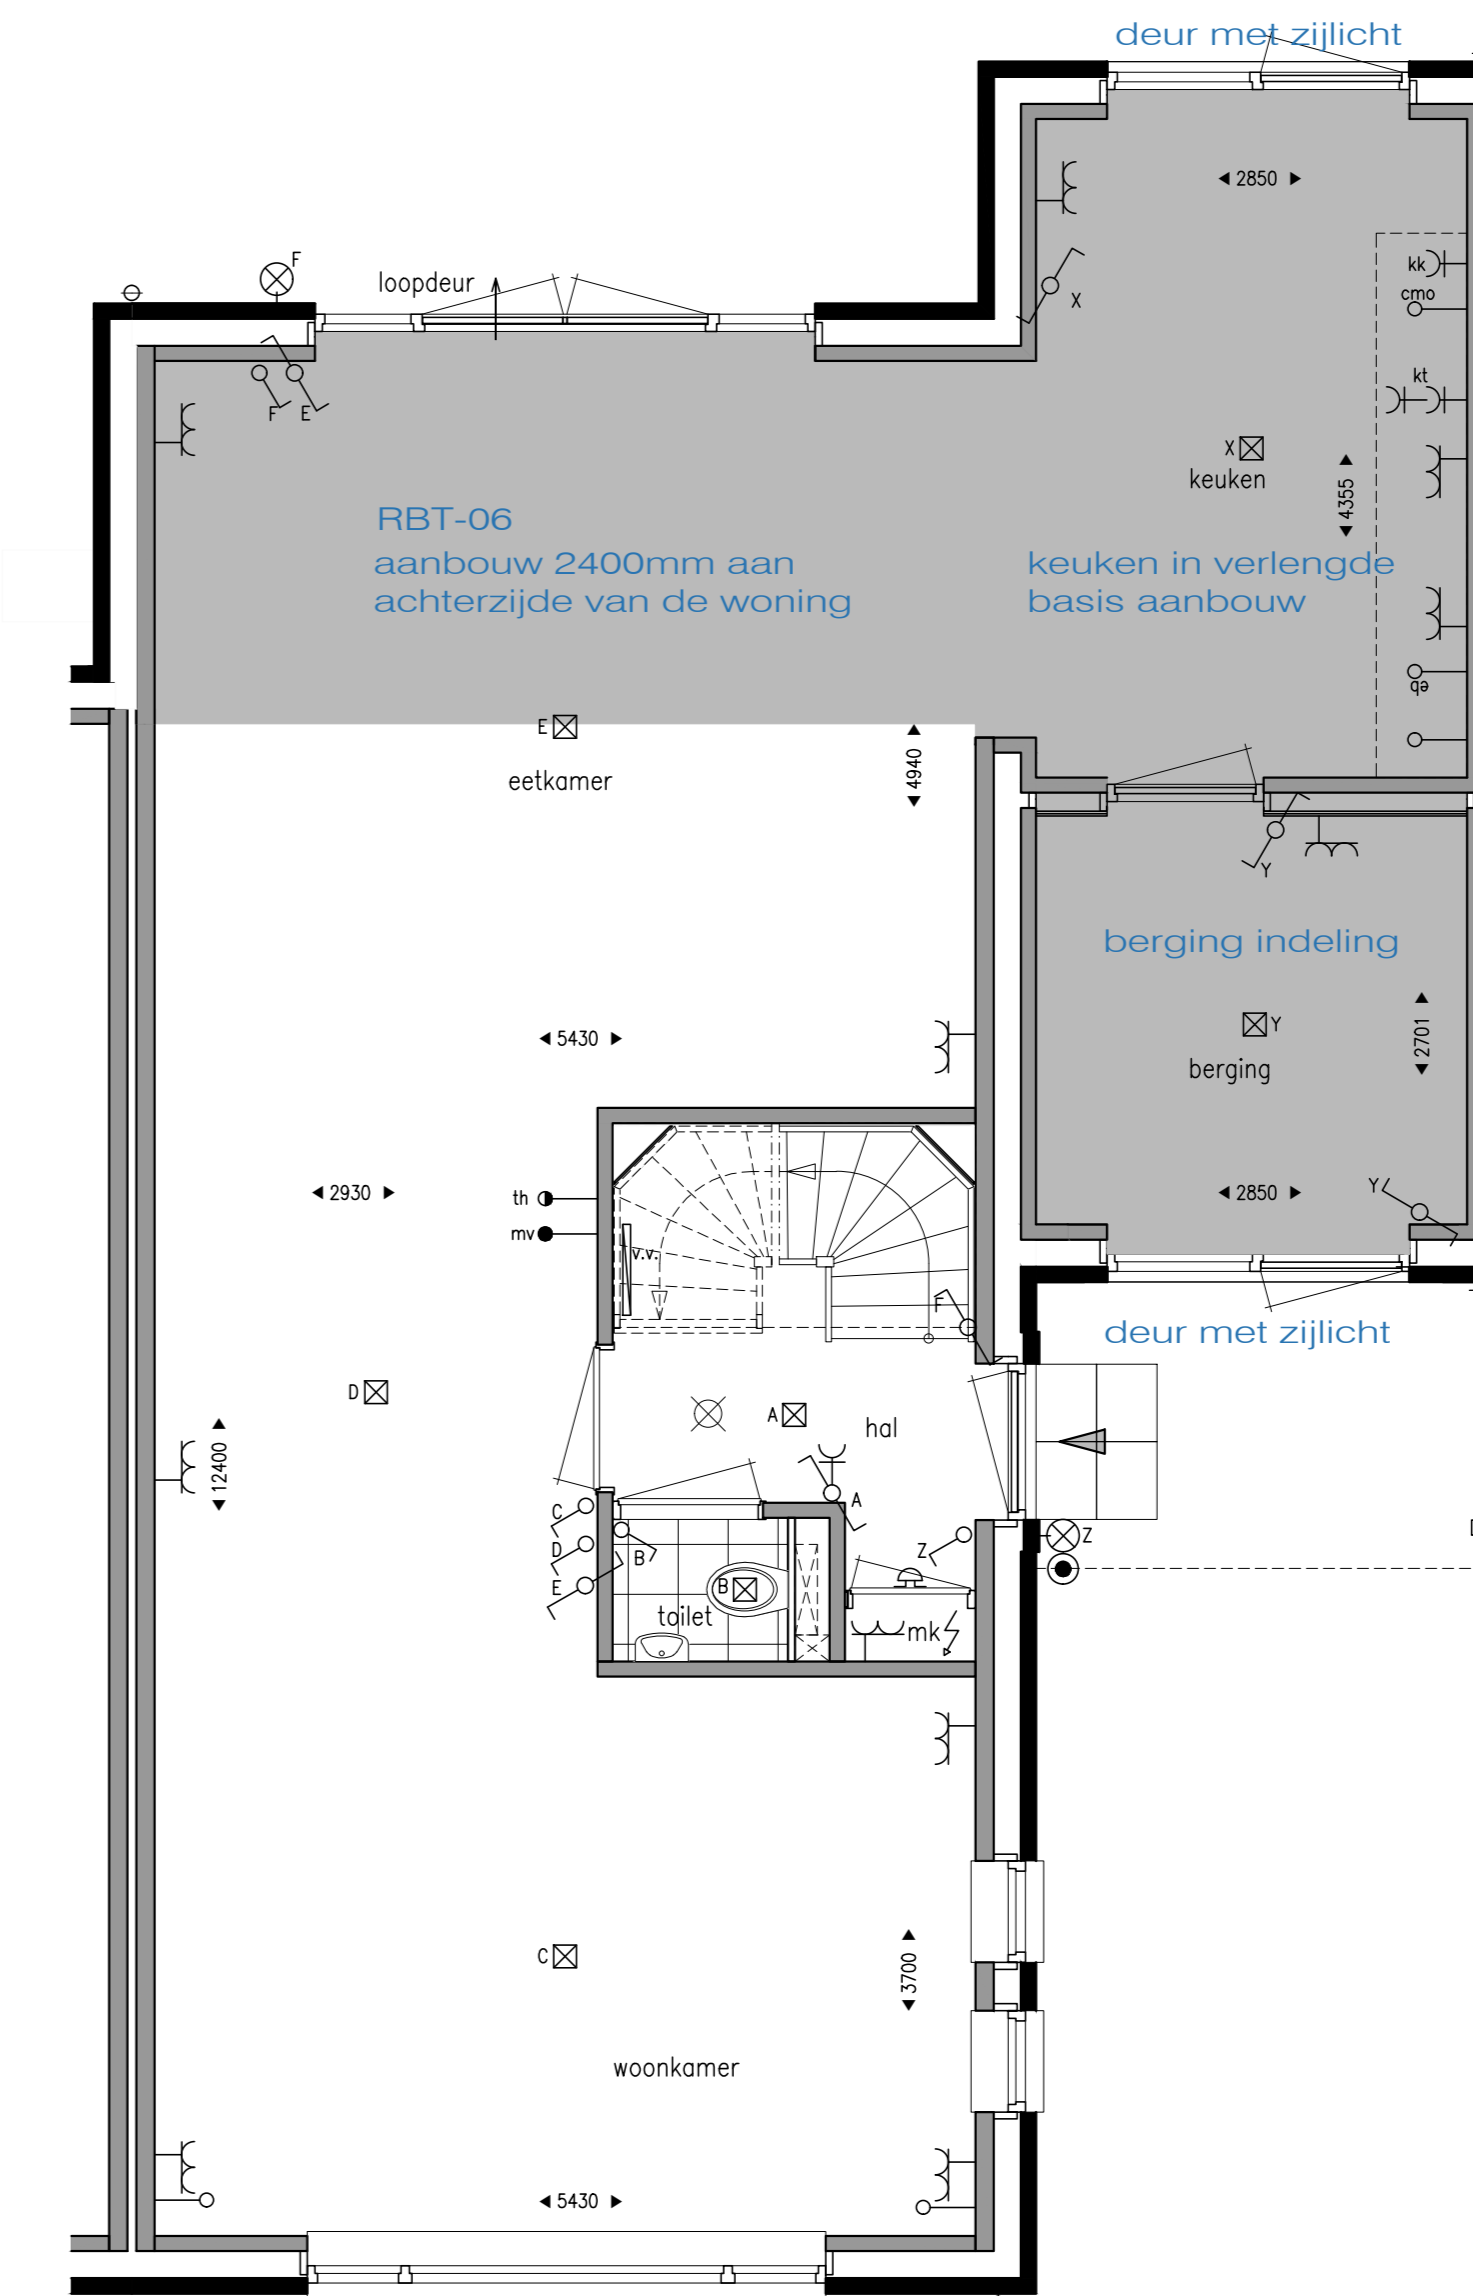 deur met zijlicht
2850
F
loopdeur
kk
cmo
X
kt
F E
X
keuken
4355
RBT-06
aanbouw 2400mm aan
achterzijde van de woning
keuken in verlengde
basis aanbouw
eb
E
eetkamer
4940
Y
berging indeling
5430
Y
2701
berging
2930
th
mv
v.v.
2850
Y
F
deur met zijlicht
D
A
hal
12400
C
A
D
B
Z
Z
E
B
toilet
mk
C
3700
woonkamer
5430